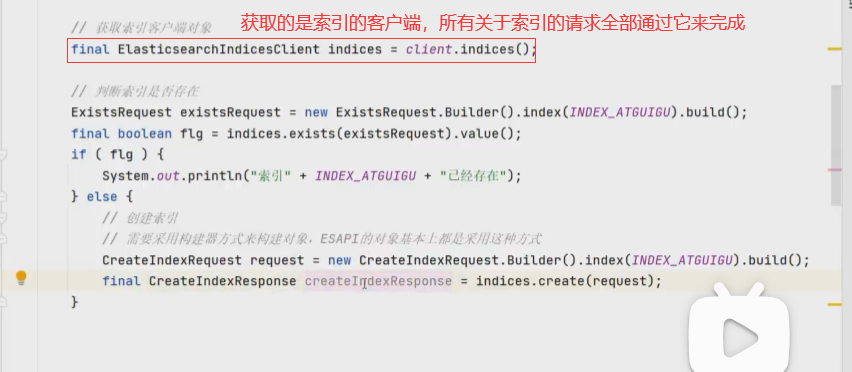 // 获取索引客户端对象
获取的是索引的客户端，所有关于索引的请求全部通过它来完成
final ElasticsearchIndicesClient indices = client.indices();
// 判断索引是否存在
ExistsRequest existsRequest = new ExistsRequest.Builder().index(INDEX_ATGUIGU).build();
final boolean flg = indices.exists(existsRequest).value();
if ( flg ) {
System.out.println("索引" + INDEX_ATGUIGU + "已经存在");
} else {
// 创建索引
// 需要采用构建器方式来构建对象，ESAPI的对象基本上都是采用这种方式
CreateIndexRequest request = new CreateIndexRequest.Builder().index(INDEX_ATGUIGU).build();
final CreateIndexResponse createIndexResponse = indices.create(request);
}